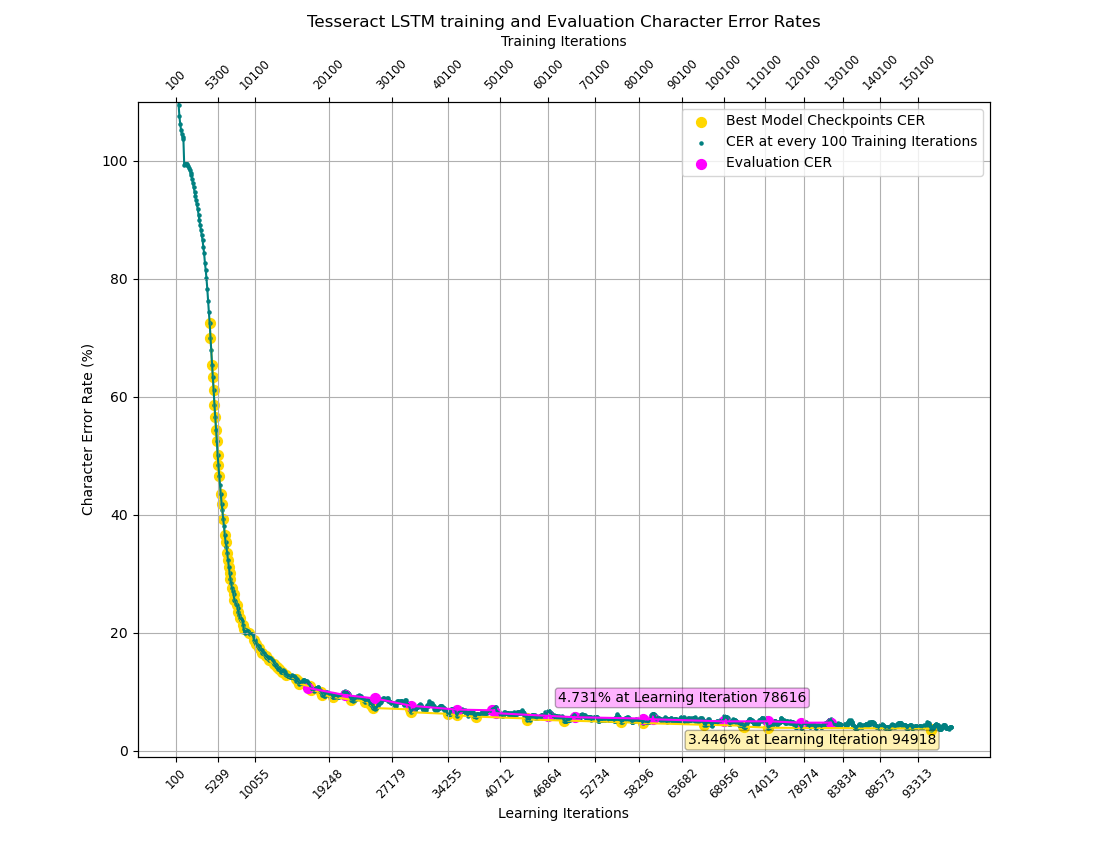 Tesseract LSTM training and Evaluation Character Error Rates
Training Iterations
100 5300 10100 20100 30100 40100 50100 60100 70100 80100 90100 100100 110100 120100 130100 140100 150100
Best Model Checkpoints CER
CER at every 100 Training Iterations
Evaluation CER
Character Error Rate (%)
100
80
60
40
20
0
4.731% at Learning Iteration 78616
3.446% at Learning Iteration 94918
100 5299 10055 19248 27179 34255 40712 46864 52734 58296 63682 68956 74013 78974 83834 88573 93313
Learning Iterations